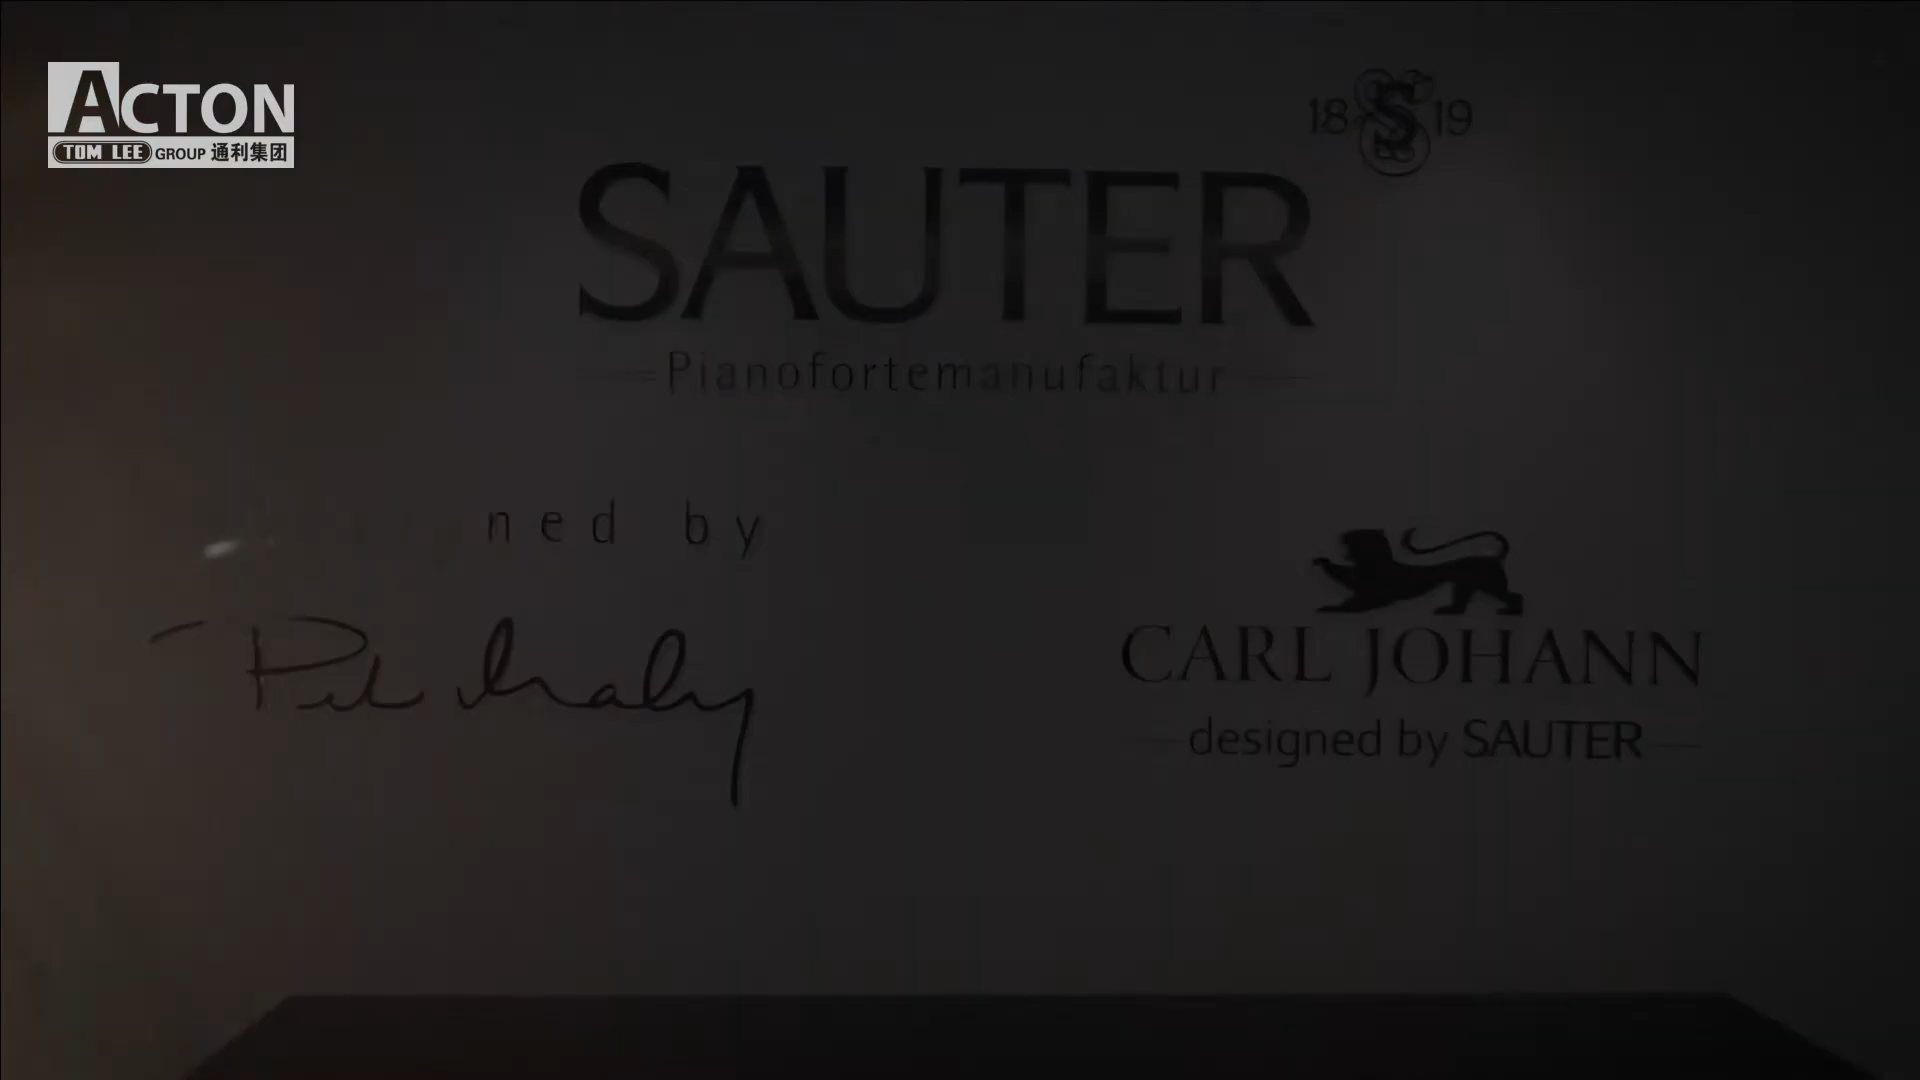 ACTON
TOM LEE GROUP 通利集团
18 S 19
SAUTER
Pianofortemanufaktur
ned by
CARL JOHANN
designed by SAUTER